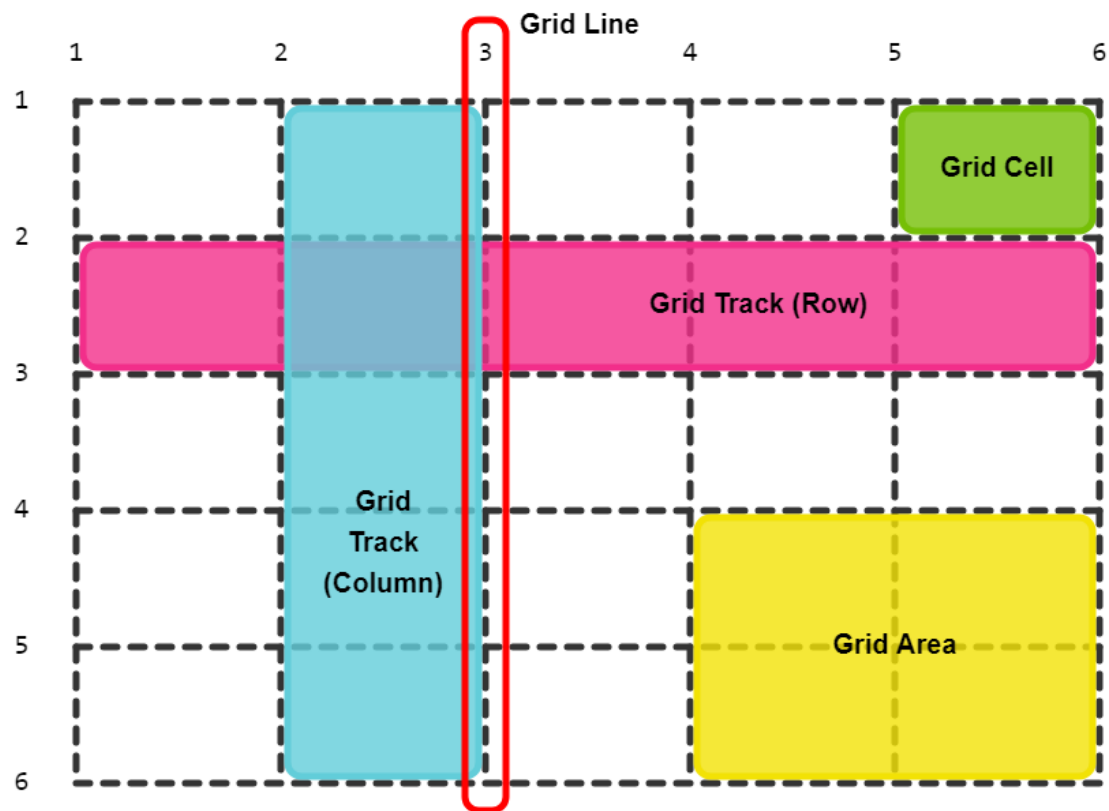 Grid Line
1 2 3 4 5 6
1
Grid Cell
2
Grid Track (Row)
3
4
Grid
Track
(Column)
5
Grid Area
6